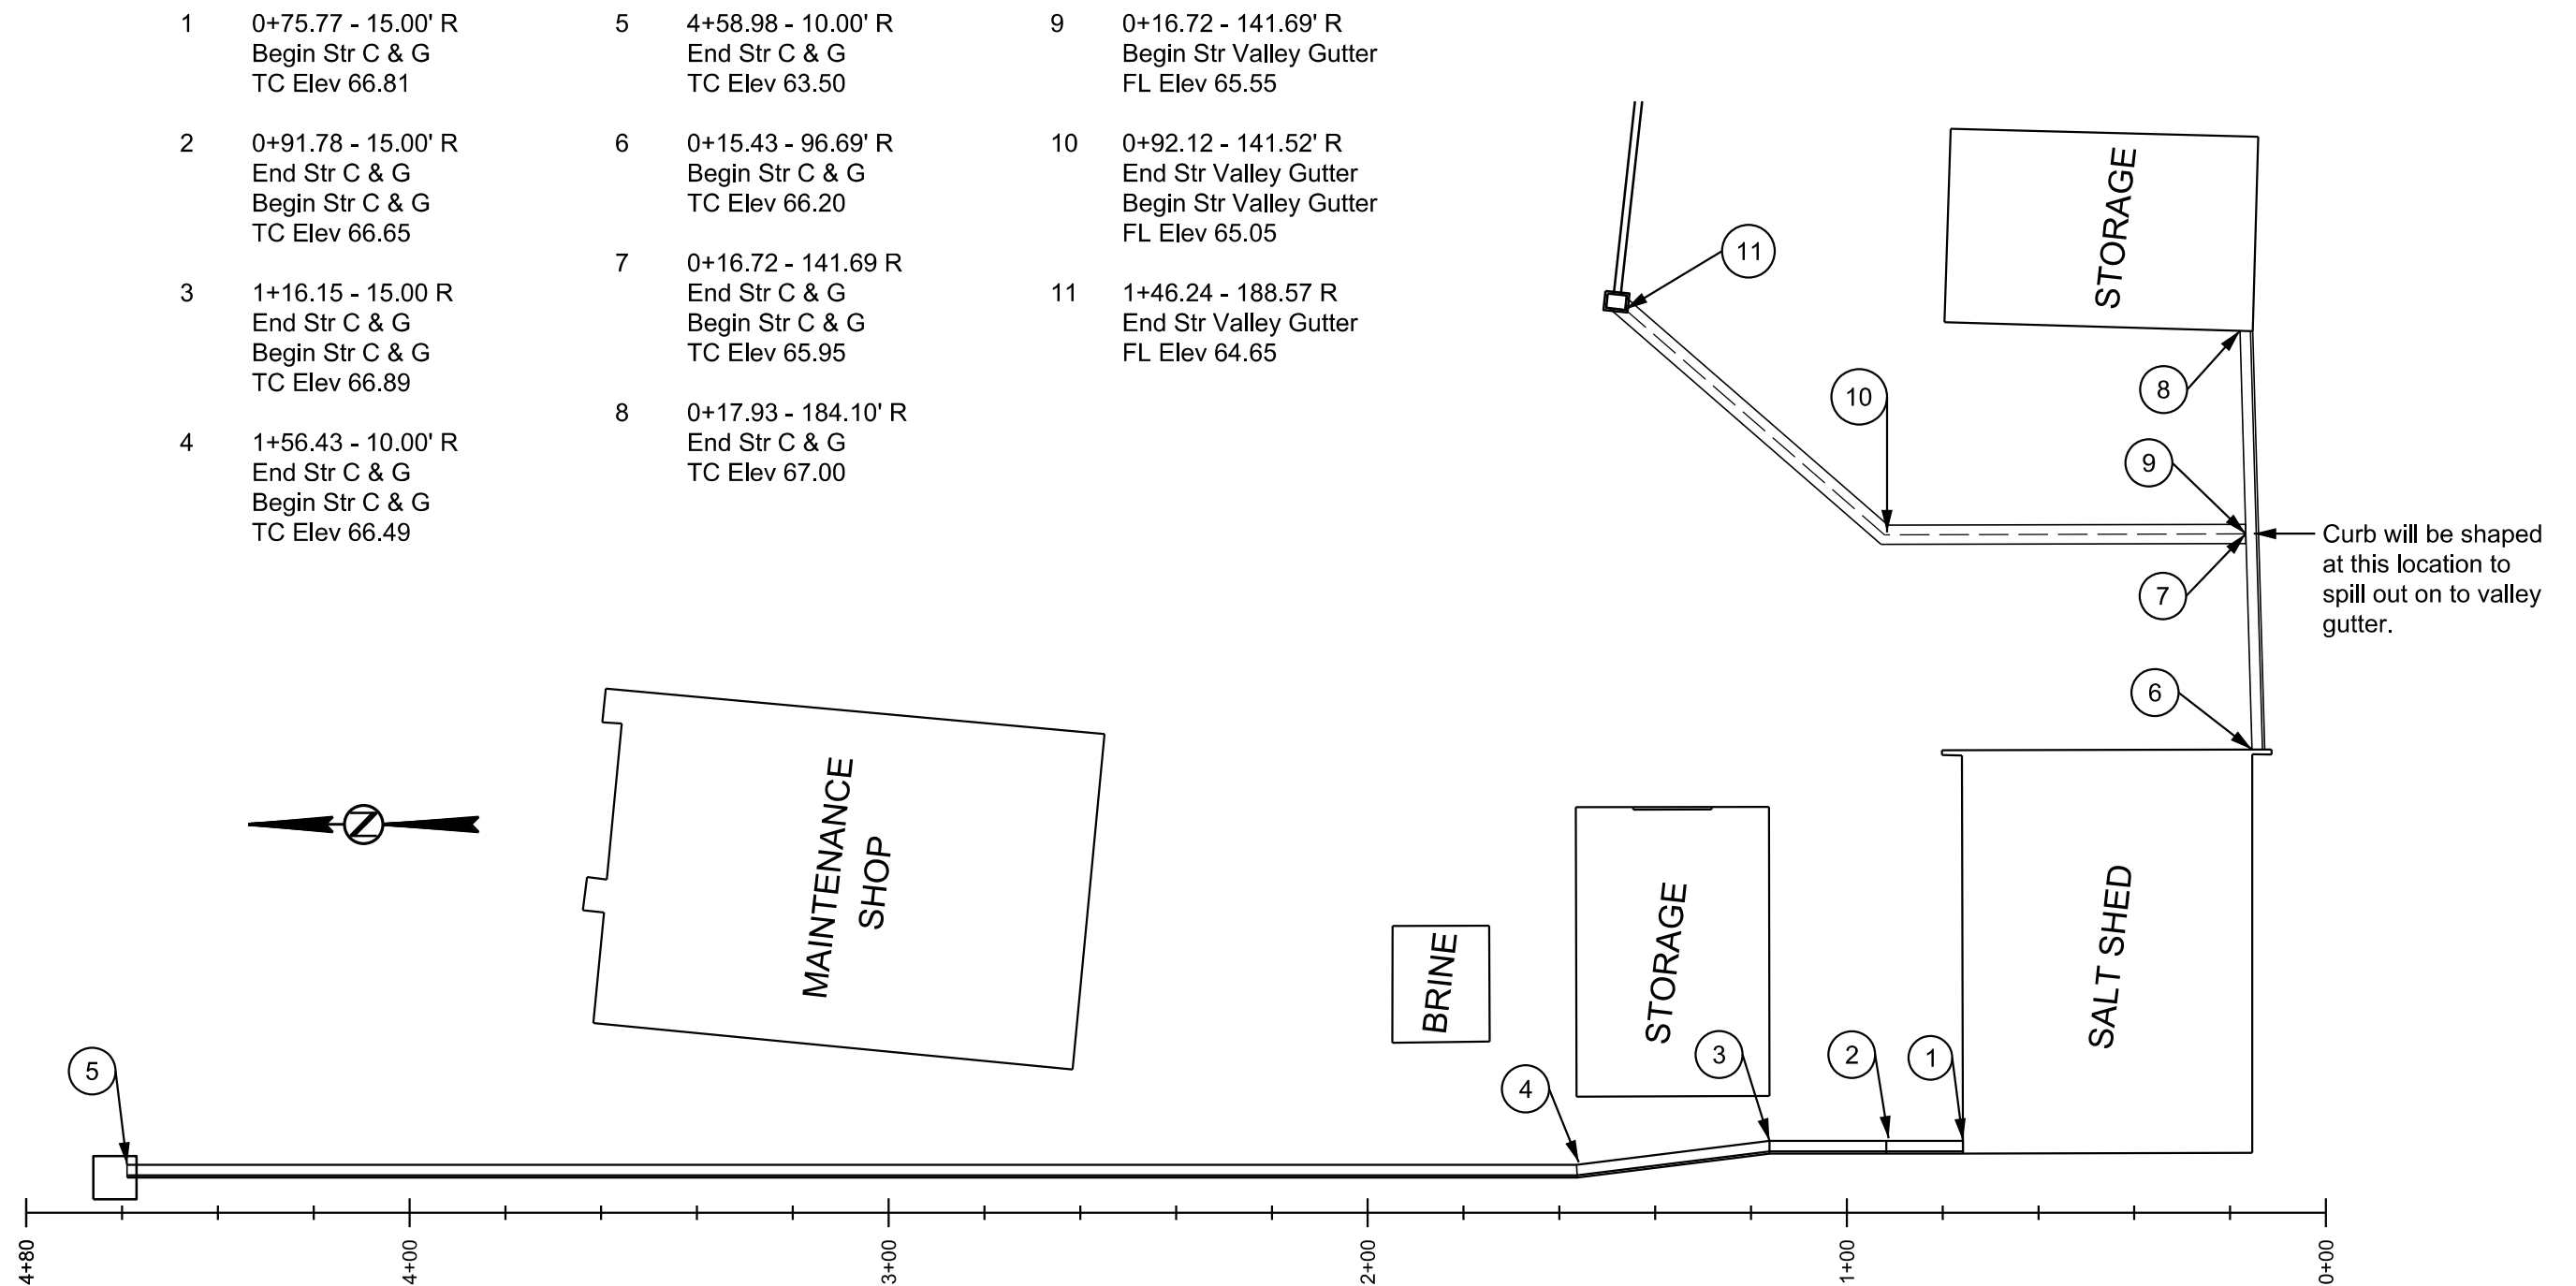 1 0+75.77 - 15.00' R
Begin Str C & G
TC Elev 66.81
2 0+91.78 - 15.00' R
End Str C & G
Begin Str C & G
TC Elev 66.65
3 1+16.15 - 15.00 R
End Str C & G
Begin Str C & G
TC Elev 66.89
4 1+56.43 - 10.00' R
End Str C & G
Begin Str C & G
TC Elev 66.49
5 4+58.98 - 10.00' R
End Str C & G
TC Elev 63.50
6 0+15.43 - 96.69' R
Begin Str C & G
TC Elev 66.20
7 0+16.72 - 141.69 R
End Str C & G
Begin Str C & G
TC Elev 65.95
8 0+17.93 - 184.10' R
End Str C & G
TC Elev 67.00
9 0+16.72 - 141.69' R
Begin Str Valley Gutter
FL Elev 65.55
10 0+92.12 - 141.52' R
End Str Valley Gutter
Begin Str Valley Gutter
FL Elev 65.05
11 1+46.24 - 188.57 R
End Str Valley Gutter
FL Elev 64.65
STORAGE
11
8
10
9
Curb will be shaped
at this location to
spill out on to valley
gutter.
7
6
MAINTENANCE
SHOP
N
BRINE
STORAGE
SALT SHED
5
4
3
2
1
4+80
4+00
3+00
2+00
1+00
0+00